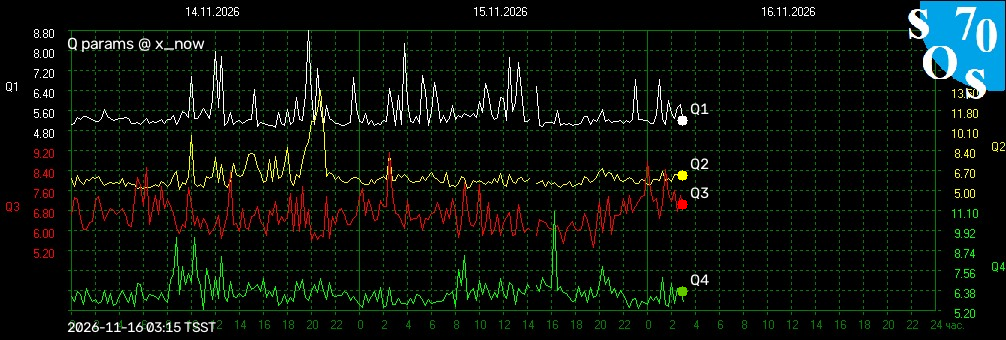 14.11.2026 15.11.2026 16.11.2026
SOS 70
Q params @ x_now
Q1
8.80
8.00
7.20
6.40
5.60
4.80
Q3
9.20
8.40
7.60
6.80
6.00
5.20
Q1
Q2
Q3
Q4
11.80
10.10
8.40
6.70
5.00
Q2
11.10
9.92
8.74
7.56
6.38
5.20
Q4
2026-11-16 03:15 TSST
14 16 18 20 22 0 2 4 6 8 10 12 14 16 18 20 22 0 2 4 6 8 10 12 14 16 18 20 22 24 час.